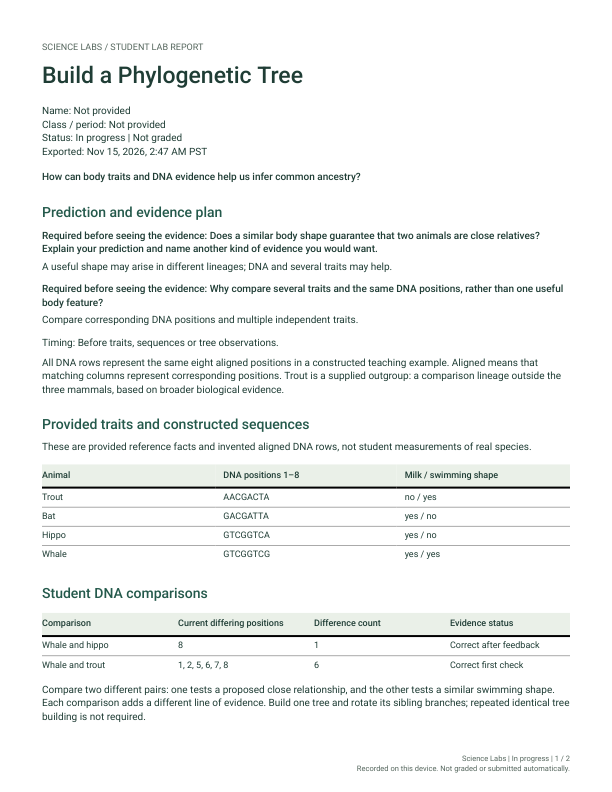 SCIENCE LABS / STUDENT LAB REPORT
Build a Phylogenetic Tree
Name: Not provided
Class / period: Not provided
Status: In progress | Not graded
Exported: Nov 15, 2026, 2:47 AM PST
How can body traits and DNA evidence help us infer common ancestry?
Prediction and evidence plan
Required before seeing the evidence: Does a similar body shape guarantee that two animals are close relatives?
Explain your prediction and name another kind of evidence you would want.
A useful shape may arise in different lineages; DNA and several traits may help.
Required before seeing the evidence: Why compare several traits and the same DNA positions, rather than one useful
body feature?
Compare corresponding DNA positions and multiple independent traits.
Timing: Before traits, sequences or tree observations.
All DNA rows represent the same eight aligned positions in a constructed teaching example. Aligned means that
matching columns represent corresponding positions. Trout is a supplied outgroup: a comparison lineage outside the
three mammals, based on broader biological evidence.
Provided traits and constructed sequences
These are provided reference facts and invented aligned DNA rows, not student measurements of real species.
Animal DNA positions 1–8 Milk / swimming shape
Trout AACGACTA no / yes
Bat GACGATTA yes / no
Hippo GTCGGTCA yes / no
Whale GTCGGTCG yes / yes
Student DNA comparisons
Comparison Current differing positions Difference count Evidence status
Whale and hippo 8 1 Correct after feedback
Whale and trout 1, 2, 5, 6, 7, 8 6 Correct first check
Compare two different pairs: one tests a proposed close relationship, and the other tests a similar swimming shape.
Each comparison adds a different line of evidence. Build one tree and rotate its sibling branches; repeated identical tree
building is not required.
Science Labs | In progress | 1 / 2
Recorded on this device. Not graded or submitted automatically.